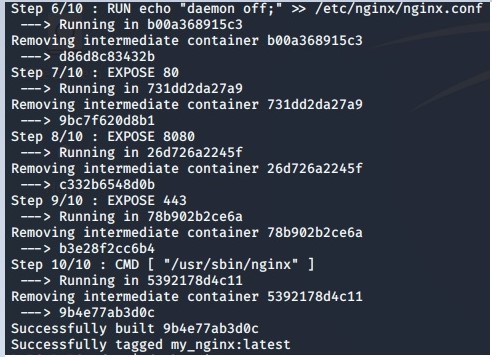 Step 6/10 : RUN echo "daemon off;" >> /etc/nginx/nginx.conf
---> Running in b00a368915c3
Removing intermediate container b00a368915c3
---> d86d8c83432b
Step 7/10 : EXPOSE 80
---> Running in 731dd2da27a9
Removing intermediate container 731dd2da27a9
---> 9bc7f620d8b1
Step 8/10 : EXPOSE 8080
---> Running in 26d726a2245f
Removing intermediate container 26d726a2245f
---> c332b6548d0b
Step 9/10 : EXPOSE 443
---> Running in 78b902b2ce6a
Removing intermediate container 78b902b2ce6a
---> b3e28f2cc6b4
Step 10/10 : CMD [ "/usr/sbin/nginx" ]
---> Running in 5392178d4c11
Removing intermediate container 5392178d4c11
---> 9b4e77ab3d0c
Successfully built 9b4e77ab3d0c
Successfully tagged my_nginx:latest